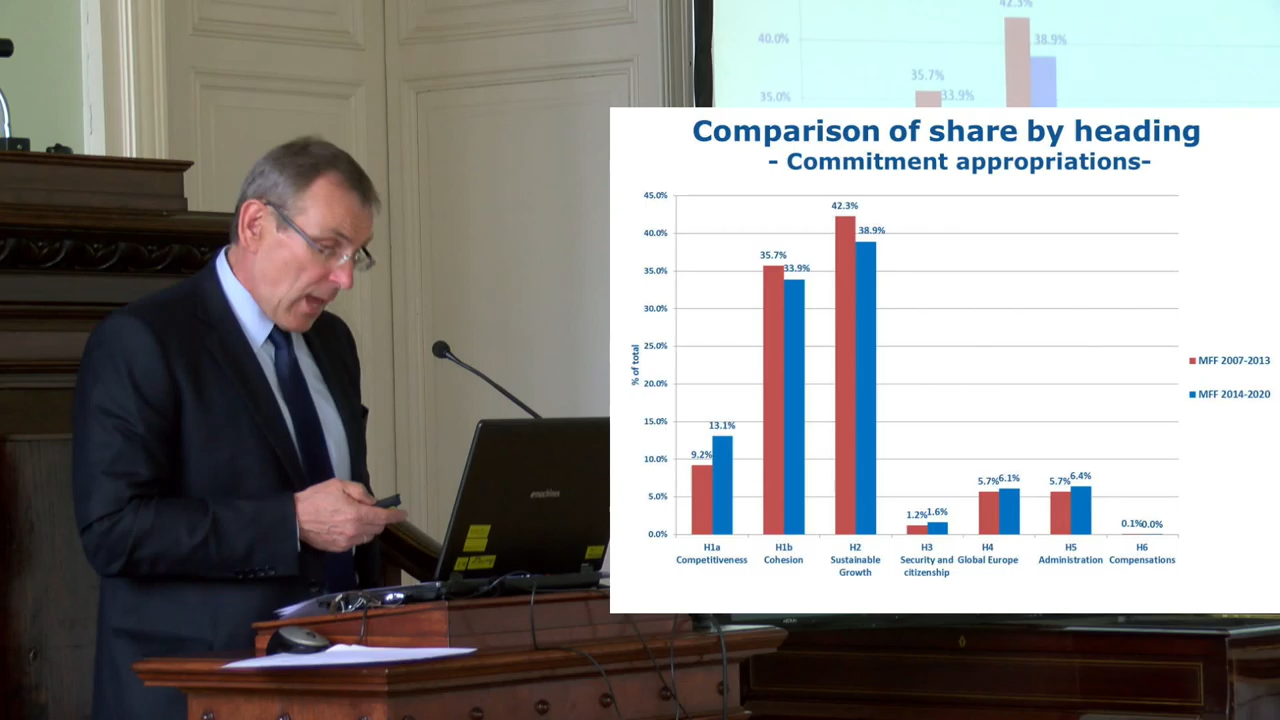 42.3%
40.0%
38.9%
35.7%
35.0%
33.9%
Comparison of share by heading
- Commitment appropriations-
45.0%
40.0%
35.0%
30.0%
25.0%
20.0%
15.0%
10.0%
5.0%
0.0%
% of total
9.2%
13.1%
35.7%
33.9%
42.3%
38.9%
1.2%
1.6%
5.7%
6.1%
5.7%
6.4%
0.1%
0.0%
H1a
Competitiveness
H1b
Cohesion
H2
Sustainable
Growth
H3
Security and
citizenship
H4
Global Europe
H5
Administration
H6
Compensations
MFF 2007-2013
MFF 2014-2020
eMachines